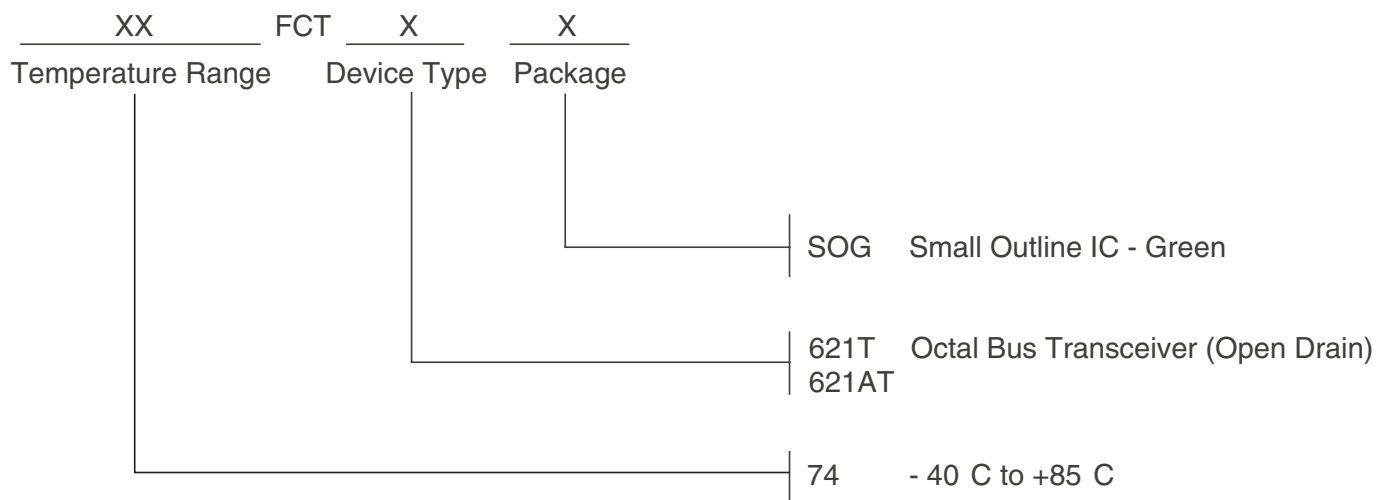 XX FCT X X
Temperature Range Device Type Package
SOG Small Outline IC - Green
621T Octal Bus Transceiver (Open Drain)
621AT
74 - 40 C to +85 C